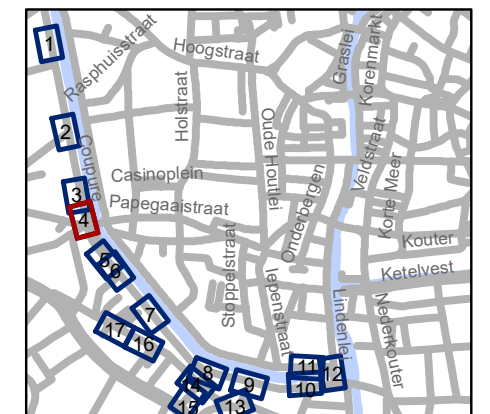 1
Rasphuisstraat
Hoogstraat
Graslei
Korenmarkt
2
Holstraat
Oude Houtlei
Veldstraat
Coupure
Casinoplein
Onderbergen
Korte Meer
3
Papegaaistraat
4
Kouter
5
6
Stoppelstraat
Iepenstraat
Ketelvest
7
Lindenlei
Nederkouter
17
16
8
11
12
14
9
10
15
13